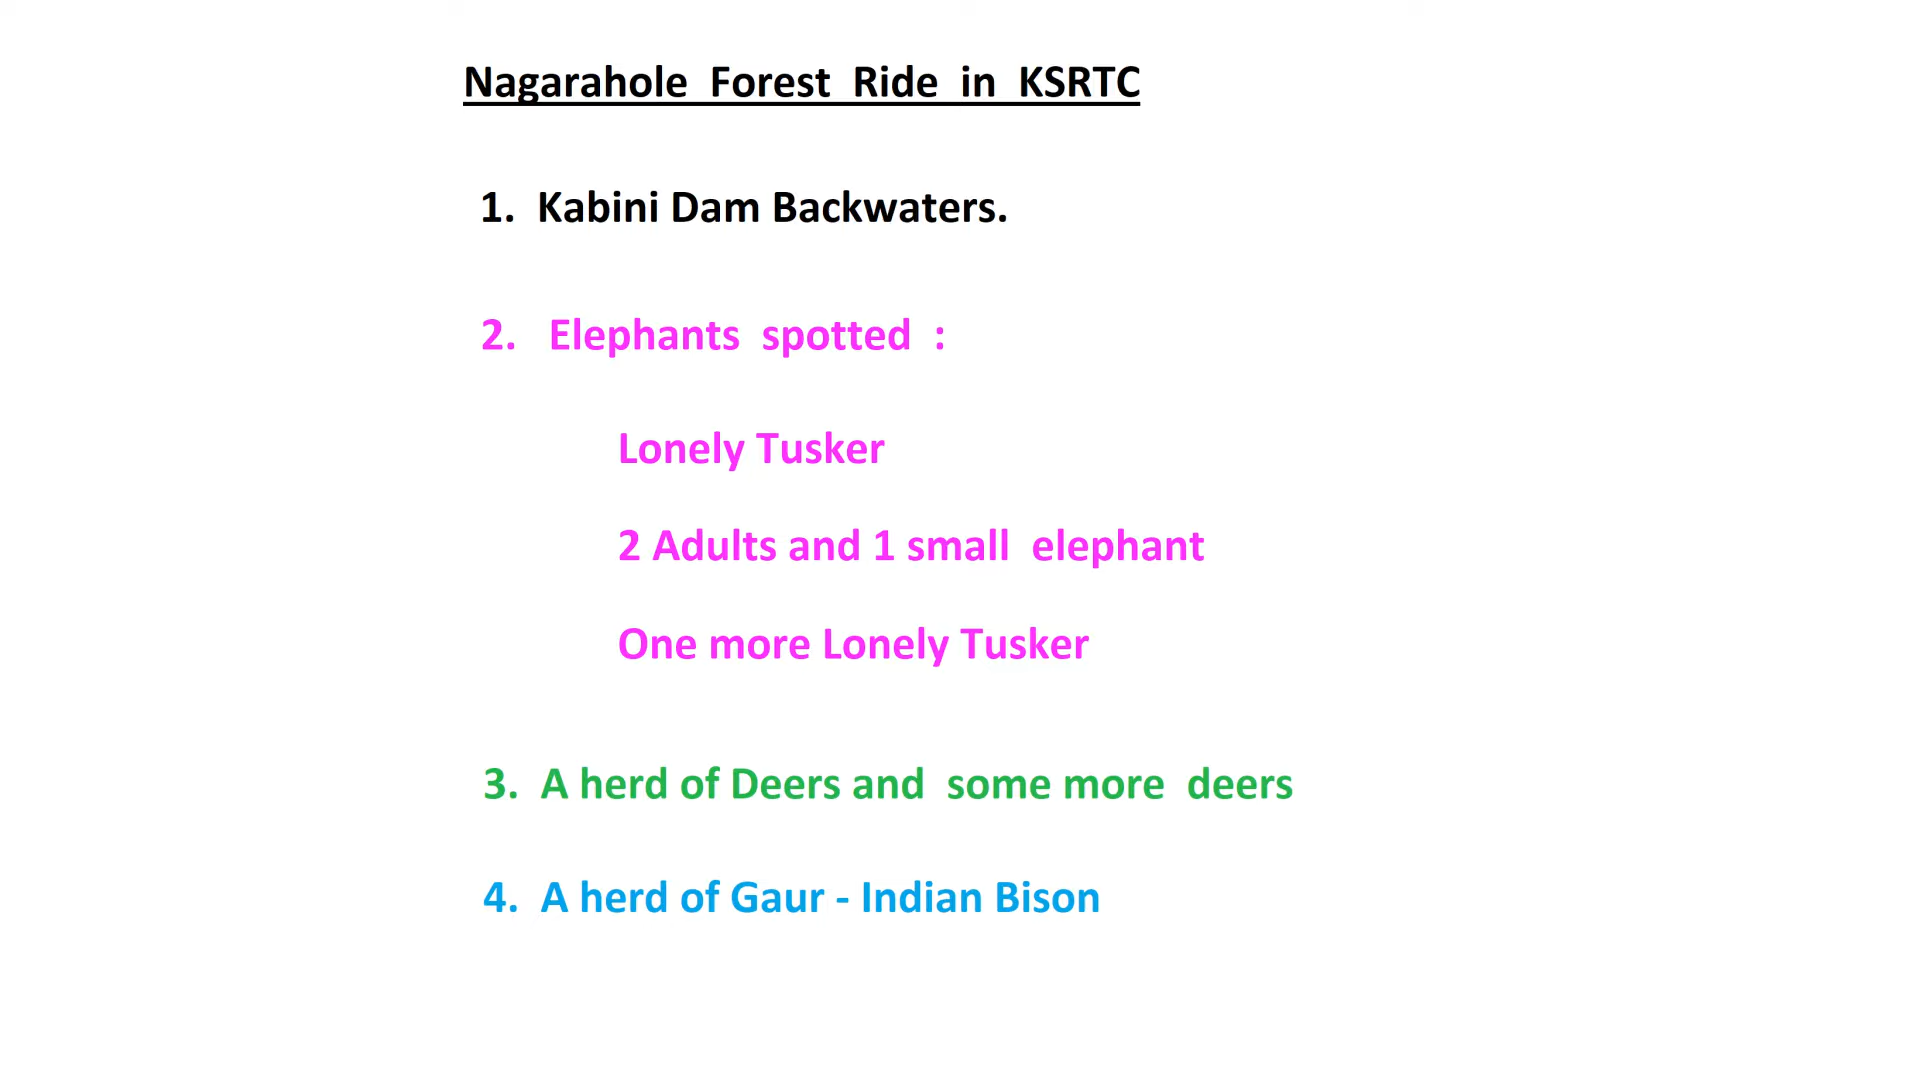 Nagarahole Forest Ride in KSRTC
1. Kabini Dam Backwaters.
2. Elephants spotted :
Lonely Tusker
2 Adults and 1 small elephant
One more Lonely Tusker
3. A herd of Deers and some more deers
4. A herd of Gaur - Indian Bison